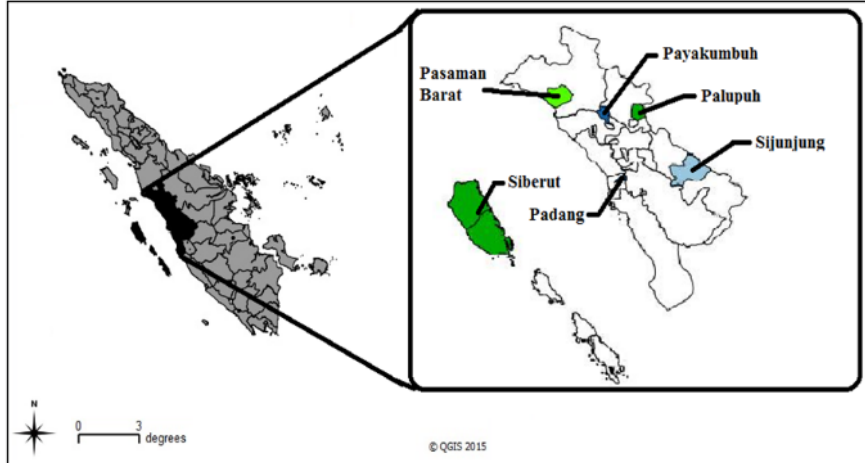 Payakumbuh
Pasaman
Barat
Palupuh
Sijunjung
Siberut
Padang
N
0 3
degrees
© QGIS 2015